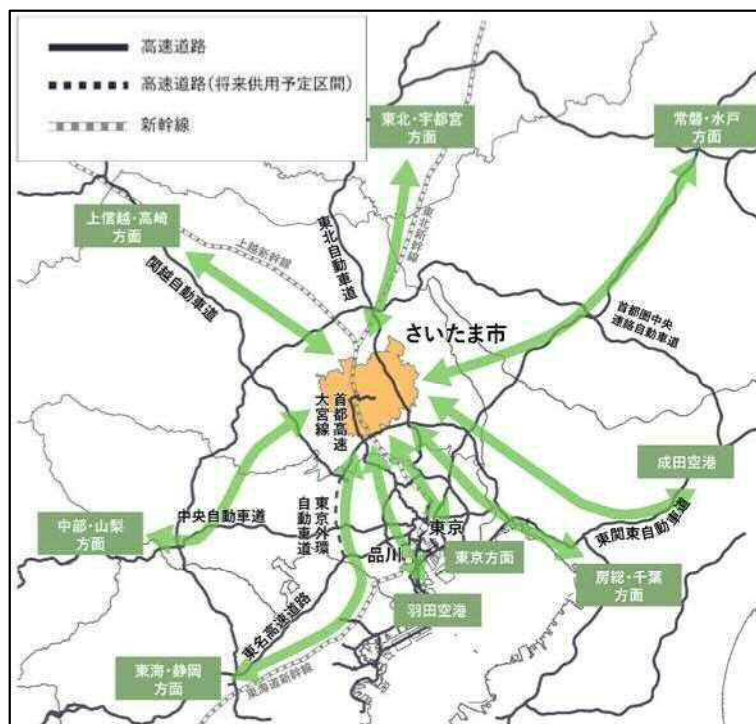 高速道路
高速道路(将来供用予定区間)
新幹線
東北・宇都宮
方面
常磐・水戸
方面
上信越・高崎
方面
上越新幹線
東北新幹線
東北自動車道
関越自動車道
さいたま市
首都圏中央
連絡自動車道
首都高速
大宮線
成田空港
中部・山梨
方面
中央自動車道
東京外環
自動車道
東京
品川
東京方面
東関東自動車道
房総・千葉
方面
羽田空港
東名高速道路
東海・静岡
方面
東海道新幹線